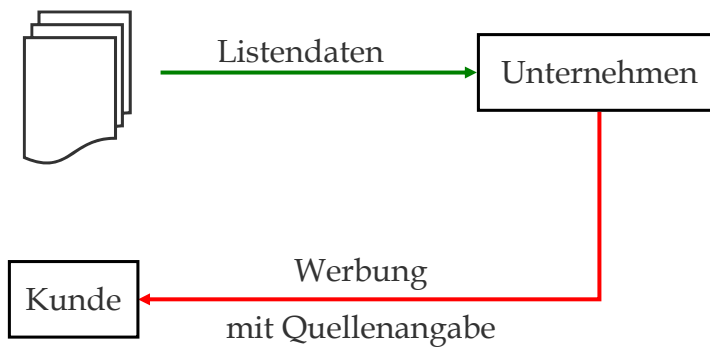 Listendaten
Unternehmen
Werbung
Kunde
mit Quellenangabe